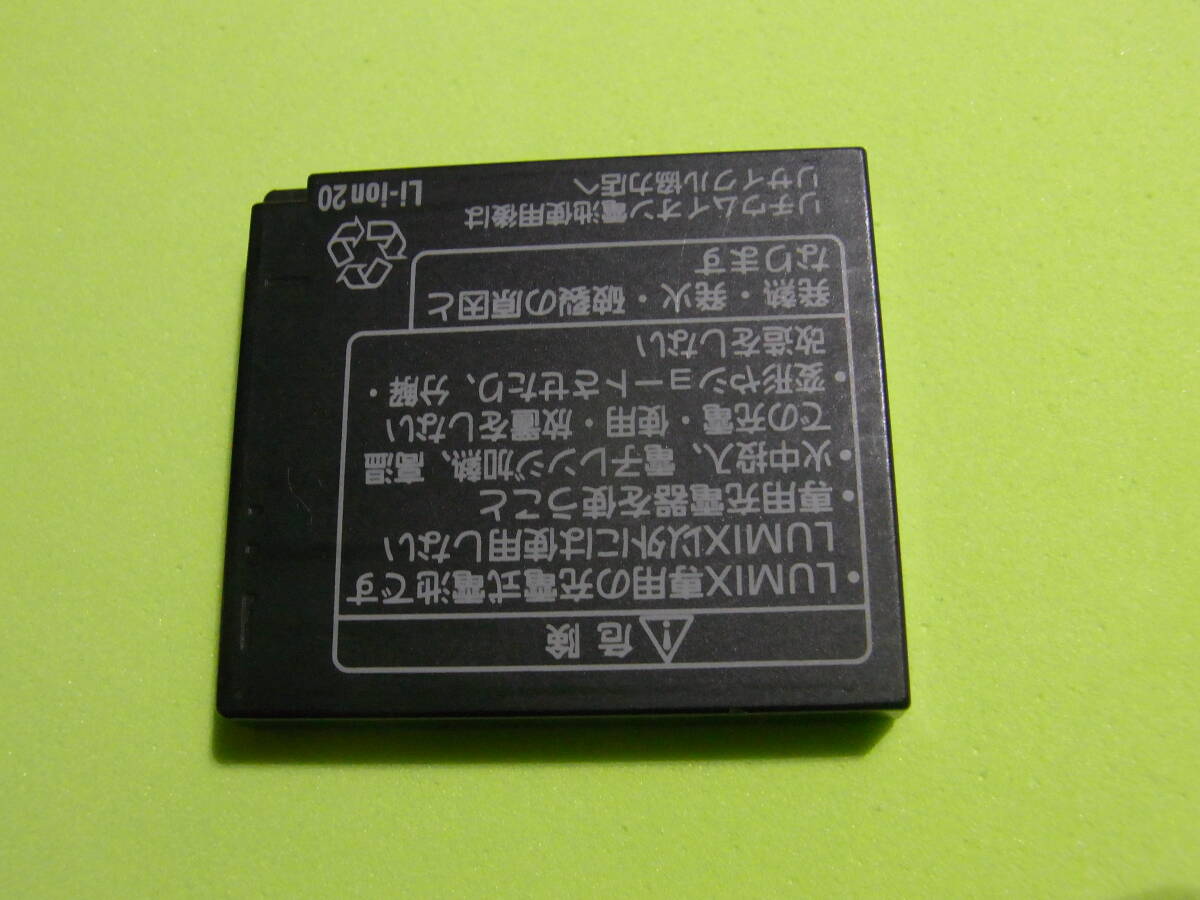 危険
・LUMIX専用の充電式電池です
LUMIX以外には使用しない
・専用充電器を使うこと
・火中投入、電子レンジ加熱、高温
での充電・使用・放置をしない
・変形やショートさせたり、分解・
改造をしない
発熱・発火・破裂の原因と
なります
リチウムイオン電池使用後は
リサイクル協力店へ
Li-ion20